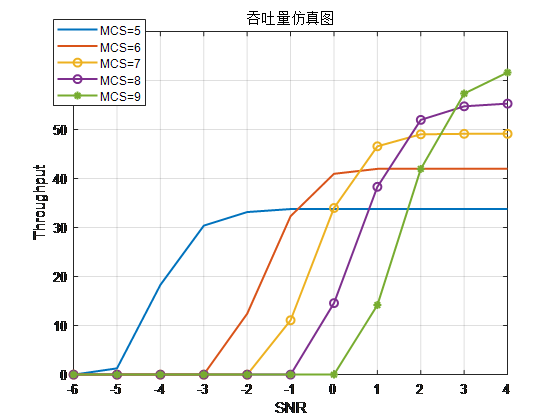 吞吐量仿真图
MCS=5
MCS=6
MCS=7
MCS=8
MCS=9
50
40
30
20
10
0
Throughput
-6 -5 -4 -3 -2 -1 0 1 2 3 4
SNR